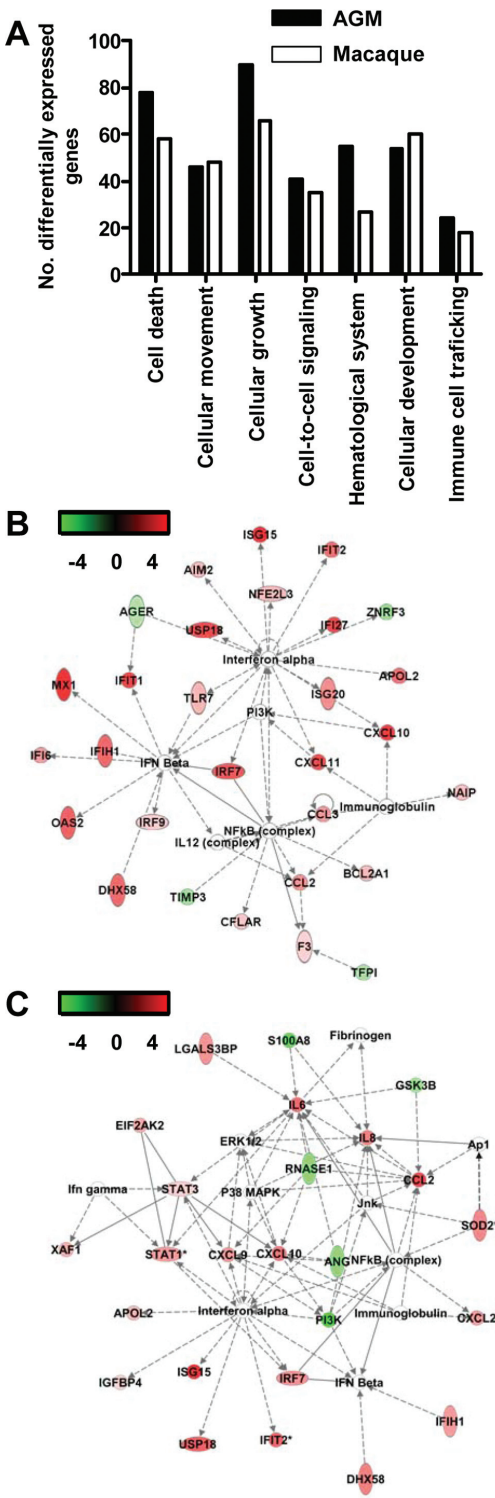 A
AGM
Macaque
No. differentially expressed
genes
100
80
60
40
20
0
Cell death
Cellular movement
Cellular growth
Cell-to-cell signaling
Hematological system
Cellular development
Immune cell traficking
B
-4 0 4
ISG15
IFIT2
AIM2
NFE2L3
AGER
ZNRF3
USP18
IFI27
Interferon alpha
MX1
IFIT1
APOL2
TLR7
ISG20
PI3K
CXCL10
IFI6
IFIH1
IFN Beta
CXCL11
IRF7
OAS2
IRF9
CCL3
Immunoglobulin
NAIP
NFkB (complex)
IL12 (complex)
DHX58
TIMP3
CCL2
BCL2A1
CFLAR
F3
TFPI
C
-4 0 4
LGALS3BP
S100A8
Fibrinogen
GSK3B
IL6
EIF2AK2
ERK1/2
IL8
Ap1
RNASE1
CCL2
Ifn gamma
STAT3
P38 MAPK
Jnk
SOD2
XAF1
STAT1*
CXCL9
CXCL10
ANG
NFkB (complex)
APOL2
Interferon alpha
PI3K
Immunoglobulin
CXCL2
ISG15
IGFBP4
IRF7
IFN Beta
USP18
IFIT2*
IFIH1
DHX58